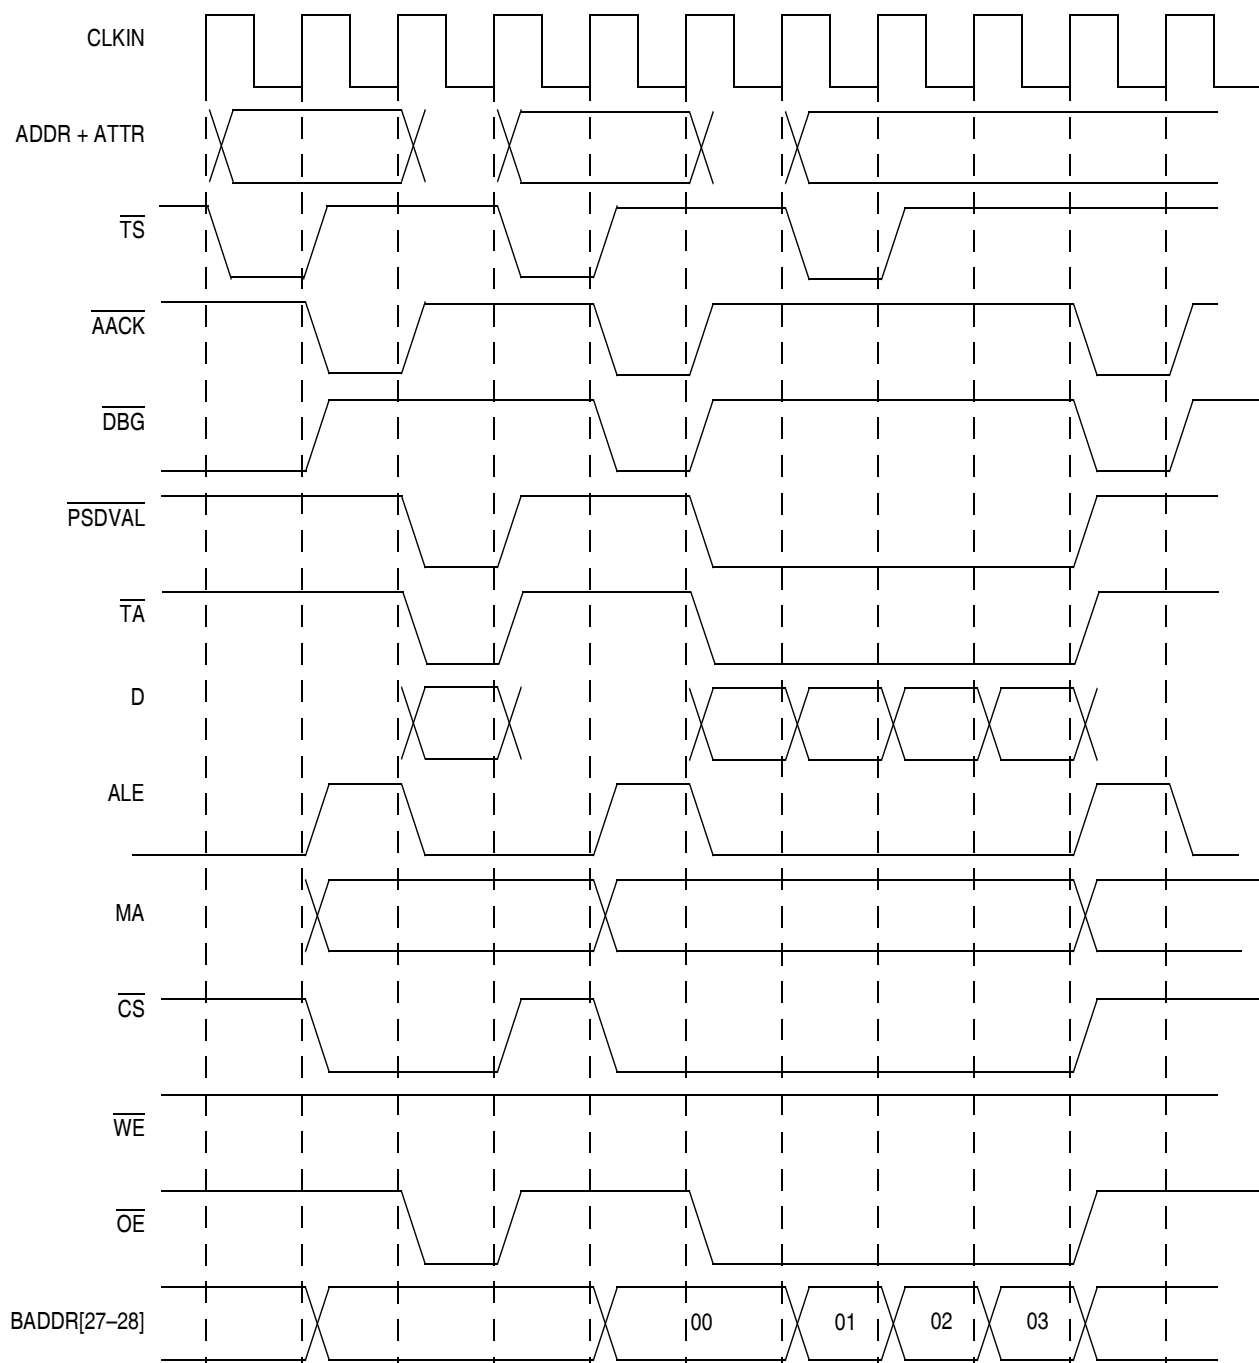 CLKIN
ADDR + ATTR
TS
AACK
DBG
PSDVAL
TA
D
ALE
MA
CS
WE
OE
BADDR[27–28] 00 01 02 03